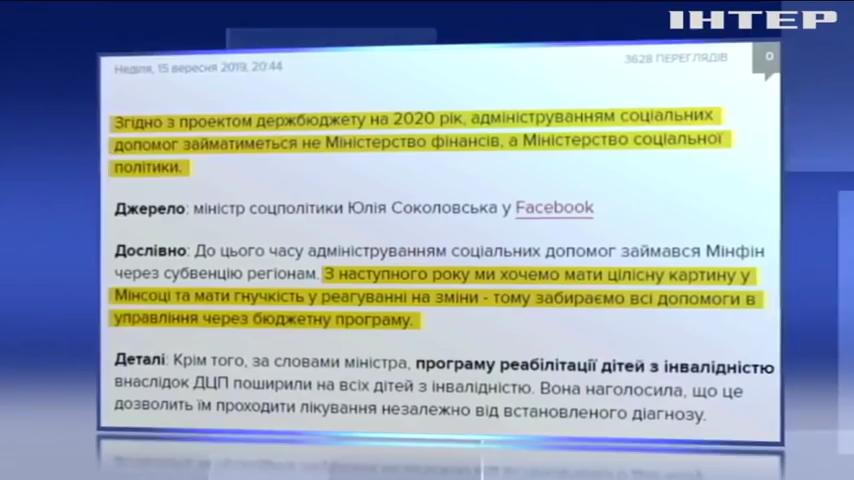 ІНТЕР
Неділя, 15 вересня 2019, 20:44
3628 ПЕРЕГЛЯДІВ
0
Згідно з проектом держбюджету на 2020 рік, адмініструванням соціальних
допомог займатиметься не Міністерство фінансів, а Міністерство соціальної
політики.
Джерело: міністр соцполітики Юлія Соколовська у Facebook
Дослівно: До цього часу адмініструванням соціальних допомог займався Мінфін
через субвенцію регіонам. З наступного року ми хочемо мати цілісну картину у
Мінсоці та мати гнучкість у реагуванні на зміни - тому забираємо всі допомоги в
управління через бюджетну програму.
Деталі: Крім того, за словами міністра, програму реабілітації дітей з інвалідністю
внаслідок ДЦП поширили на всіх дітей з інвалідністю. Вона наголосила, що це
дозволить їм проходити лікування незалежно від встановленого діагнозу.